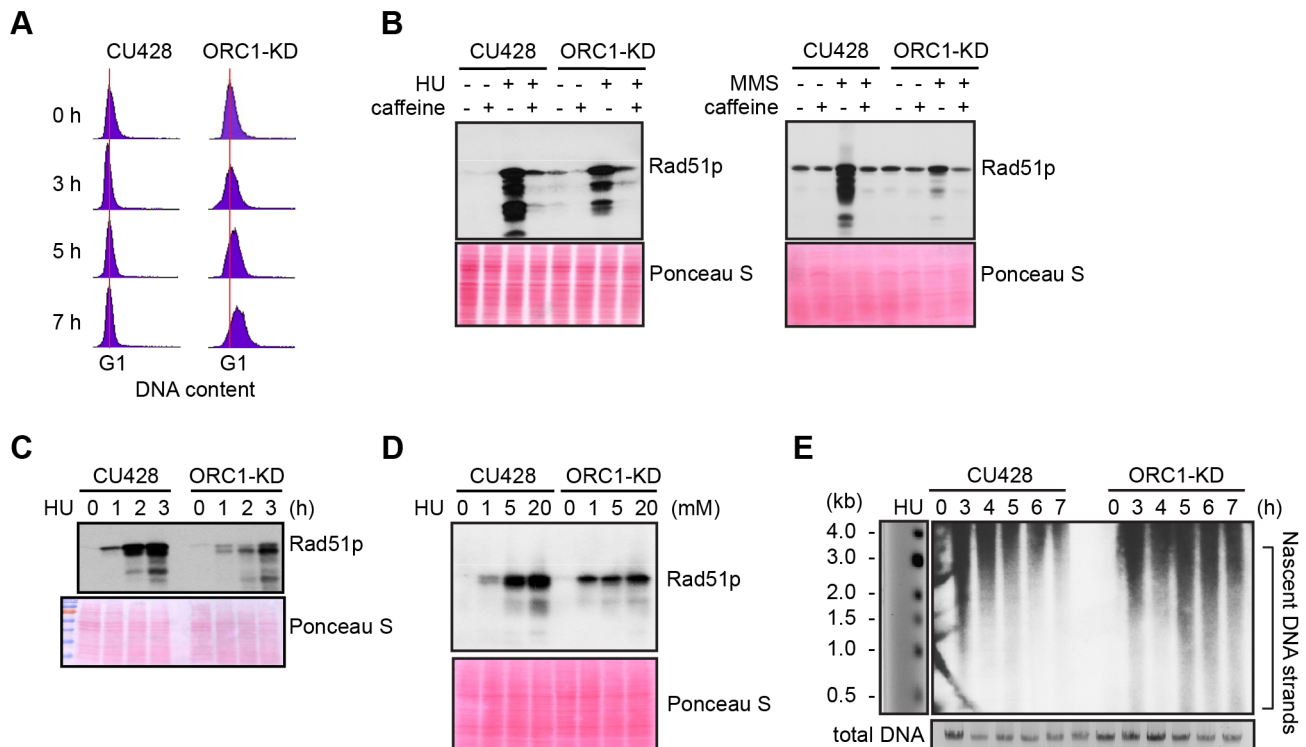 A
CU428 ORC1-KD
0 h
3 h
5 h
7 h
G1 G1
DNA content
B
CU428 ORC1-KD
HU - - + + - - + +
caffeine - + - + - + - +
Rad51p
Ponceau S
CU428 ORC1-KD
MMS - - + + - - + +
caffeine - + - + - + - +
Rad51p
Ponceau S
C
CU428 ORC1-KD
HU 0 1 2 3 0 1 2 3 (h)
Rad51p
Ponceau S
D
CU428 ORC1-KD
HU 0 1 5 20 0 1 5 20 (mM)
Rad51p
Ponceau S
E
CU428 ORC1-KD
(kb) HU 0 3 4 5 6 7 0 3 4 5 6 7 (h)
4.0 -
3.0 -
2.0 -
1.5 -
1.0 -
0.5 -
Nascent DNA strands
total DNA